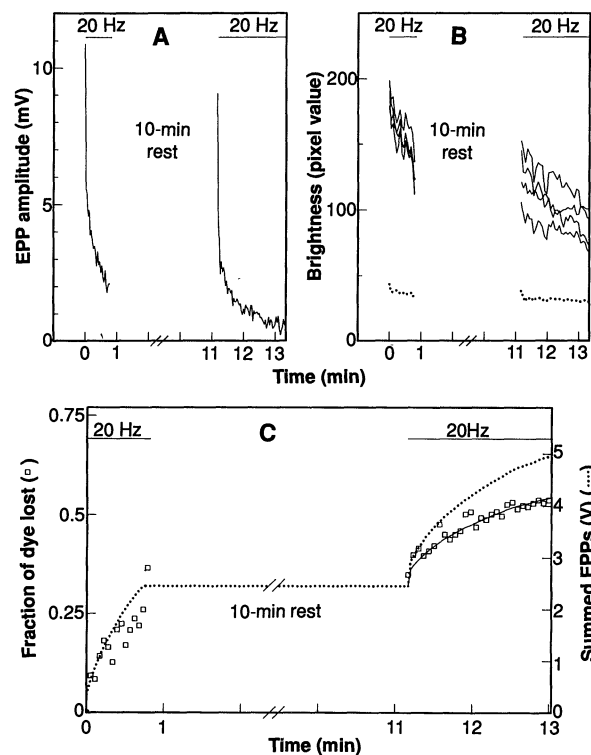 20 Hz
A
20 Hz
10-min
rest
EPP amplitude (mV)
10
5
0
0 1 11 12 13
20 Hz
B
20 Hz
10-min
rest
Brightness (pixel value)
200
100
0
0 1 11 12 13
Time (min)
20 Hz
C
20Hz
10-min rest
Fraction of dye lost (□)
0.75
0.5
0.25
0
Summed EPPs (V) (....)
5
4
3
2
1
0
0 1 11 12 13
Time (min)